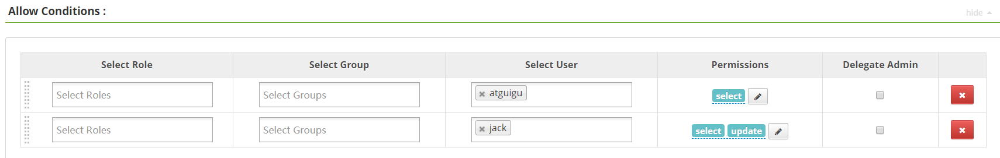 Allow Conditions :
hide
Select Role Select Group Select User Permissions Delegate Admin
Select Roles Select Groups atguigu select
Select Roles Select Groups jack select update